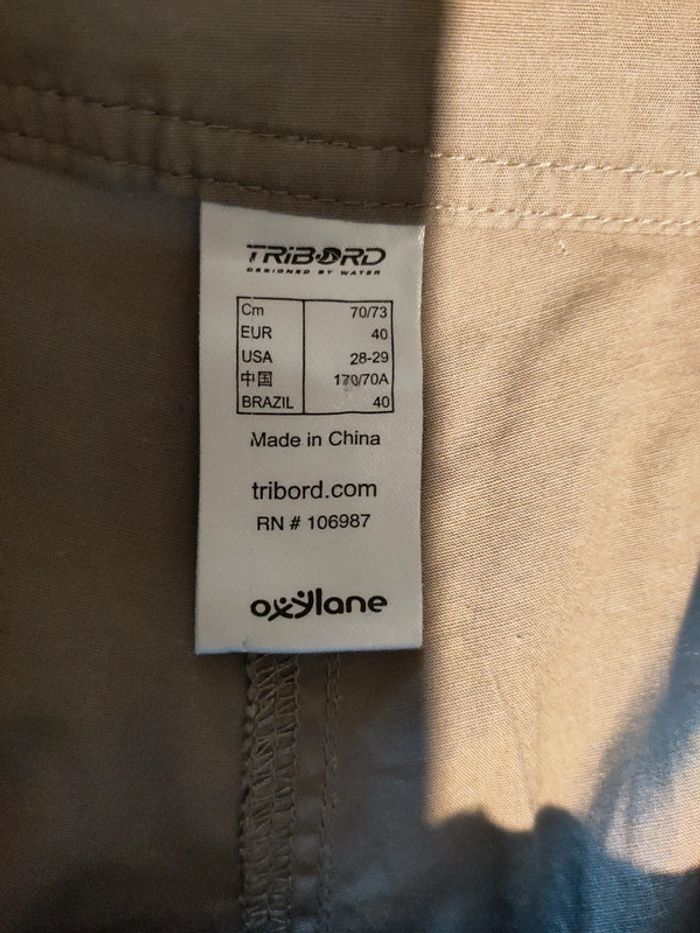 TRIBORD
DESIGNED BY WATER
Cm 70/73
EUR 40
USA 28-29
中国 170/70A
BRAZIL 40
Made in China
tribord.com
RN # 106987
oxylane